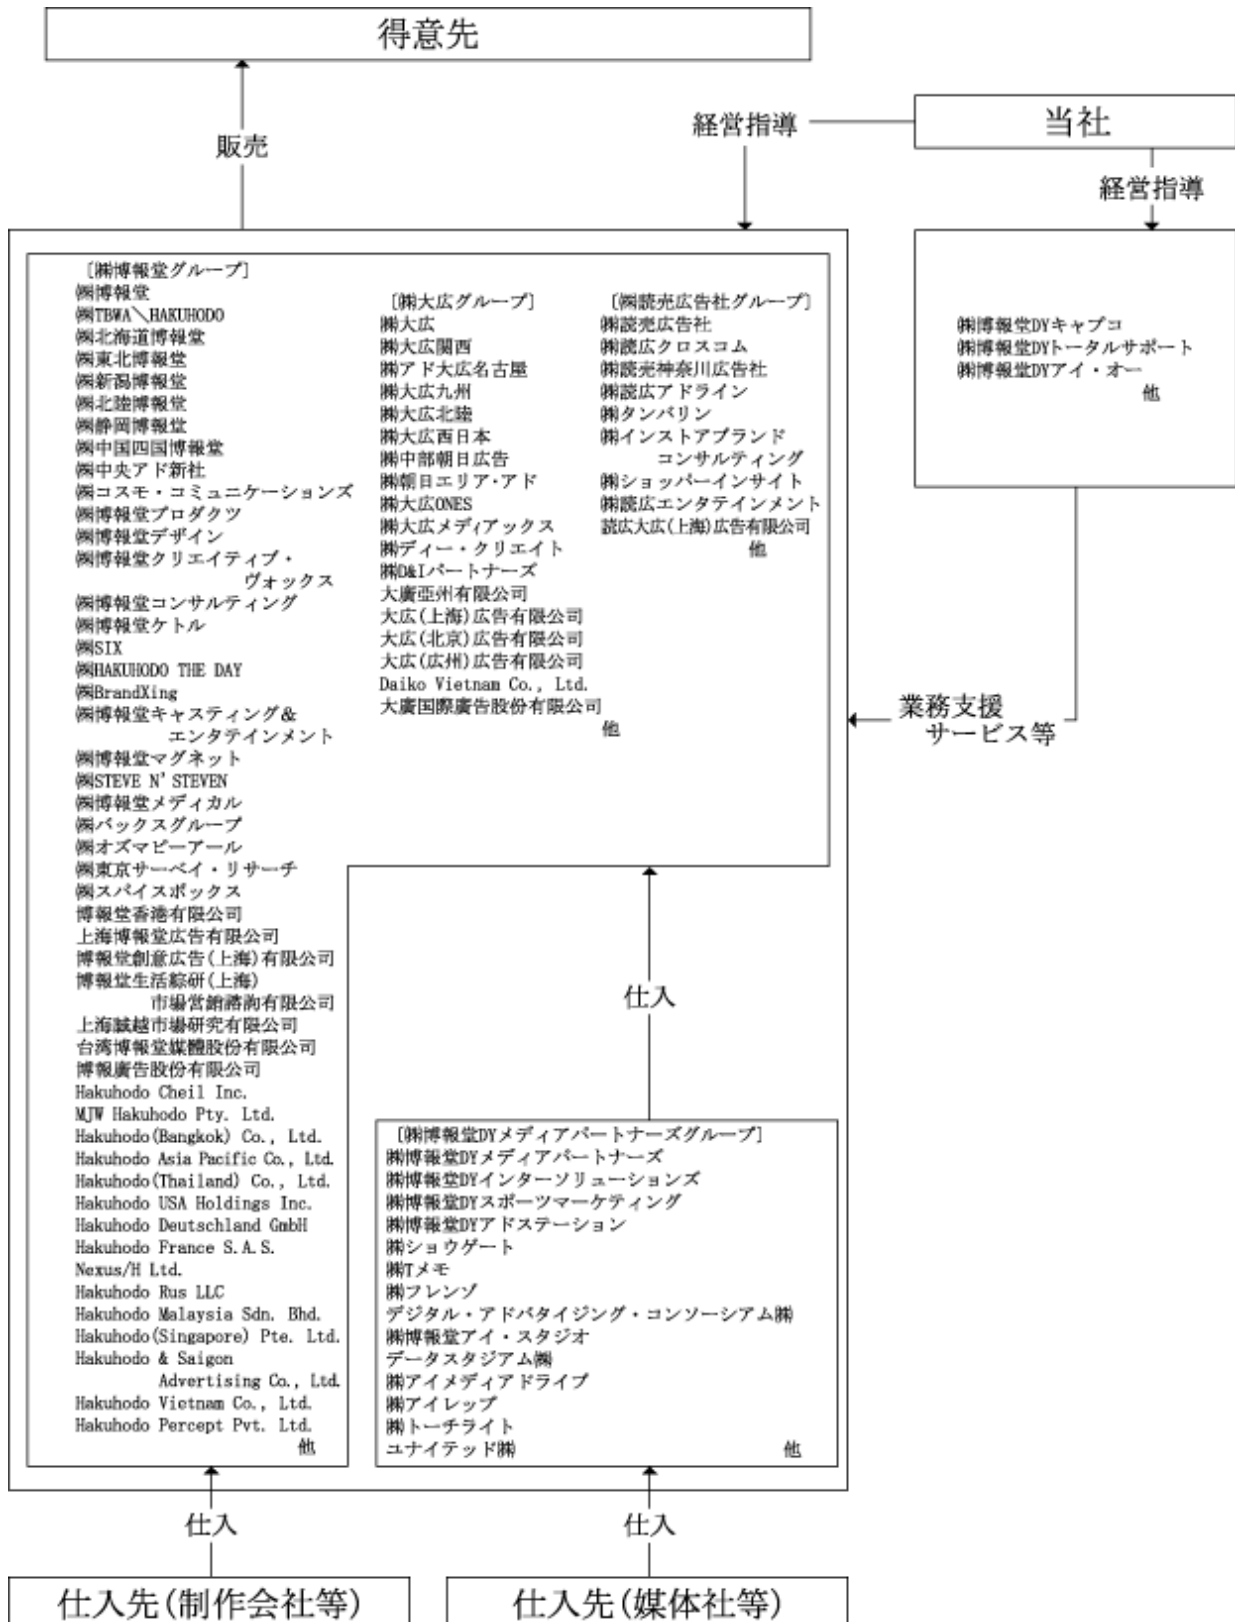 得意先
販売
経営指導
当社
経営指導
[㈱博報堂グループ]
㈱博報堂
㈱TBWA＼HAKUHODO
㈱北海道博報堂
㈱東北博報堂
㈱新潟博報堂
㈱北陸博報堂
㈱静岡博報堂
㈱中国四国博報堂
㈱中央アド新社
㈱コスモ・コミュニケーションズ
㈱博報堂プロダクツ
㈱博報堂デザイン
㈱博報堂クリエイティブ・
ヴォックス
㈱博報堂コンサルティング
㈱博報堂ケトル
㈱SIX
㈱HAKUHODO THE DAY
㈱BrandXing
㈱博報堂キャスティング＆
エンタテインメント
㈱博報堂マグネット
㈱STEVE N' STEVEN
㈱博報堂メディカル
㈱バックスグループ
㈱オズマピーアール
㈱東京サーベイ・リサーチ
㈱スパイスボックス
博報堂香港有限公司
上海博報堂広告有限公司
博報堂創意広告(上海)有限公司
博報堂生活綜研(上海)
市場営銷諮詢有限公司
上海誠越市場研究有限公司
台湾博報堂媒體股份有限公司
博報廣告股份有限公司
Hakuhodo Cheil Inc.
MJW Hakuhodo Pty. Ltd.
Hakuhodo(Bangkok) Co., Ltd.
Hakuhodo Asia Pacific Co., Ltd.
Hakuhodo(Thailand) Co., Ltd.
Hakuhodo USA Holdings Inc.
Hakuhodo Deutschland GmbH
Hakuhodo France S.A.S.
Nexus/H Ltd.
Hakuhodo Rus LLC
Hakuhodo Malaysia Sdn. Bhd.
Hakuhodo(Singapore) Pte. Ltd.
Hakuhodo & Saigon
Advertising Co., Ltd.
Hakuhodo Vietnam Co., Ltd.
Hakuhodo Percept Pvt. Ltd.
他
[㈱大広グループ]
㈱大広
㈱大広関西
㈱アド大広名古屋
㈱大広九州
㈱大広北陸
㈱大広西日本
㈱中部朝日広告
㈱朝日エリア・アド
㈱大広ONES
㈱大広メディアックス
㈱ディー・クリエイト
㈱D&Iパートナーズ
大廣亜州有限公司
大広(上海)広告有限公司
大広(北京)広告有限公司
大広(広州)広告有限公司
Daiko Vietnam Co., Ltd.
大廣国際廣告股份有限公司
他
[㈱読売広告社グループ]
㈱読売広告社
㈱読広クロスコム
㈱読売神奈川広告社
㈱読広アドライン
㈱タンバリン
㈱インストアブランド
コンサルティング
㈱ショッパーインサイト
㈱読広エンタテインメント
読広大広(上海)広告有限公司
他
㈱博報堂DYキャプコ
㈱博報堂DYトータルサポート
㈱博報堂DYアイ・オー
他
業務支援
サービス等
仕入
[㈱博報堂DYメディアパートナーズグループ]
㈱博報堂DYメディアパートナーズ
㈱博報堂DYインターソリューションズ
㈱博報堂DYスポーツマーケティング
㈱博報堂DYアドステーション
㈱ショウゲート
㈱Tメモ
㈱フレンゾ
デジタル・アドバタイジング・コンソーシアム㈱
㈱博報堂アイ・スタジオ
データスタジアム㈱
㈱アイメディアドライブ
㈱アイレップ
㈱トーチライト
ユナイテッド㈱
他
仕入
仕入
仕入先(制作会社等)
仕入先(媒体社等)